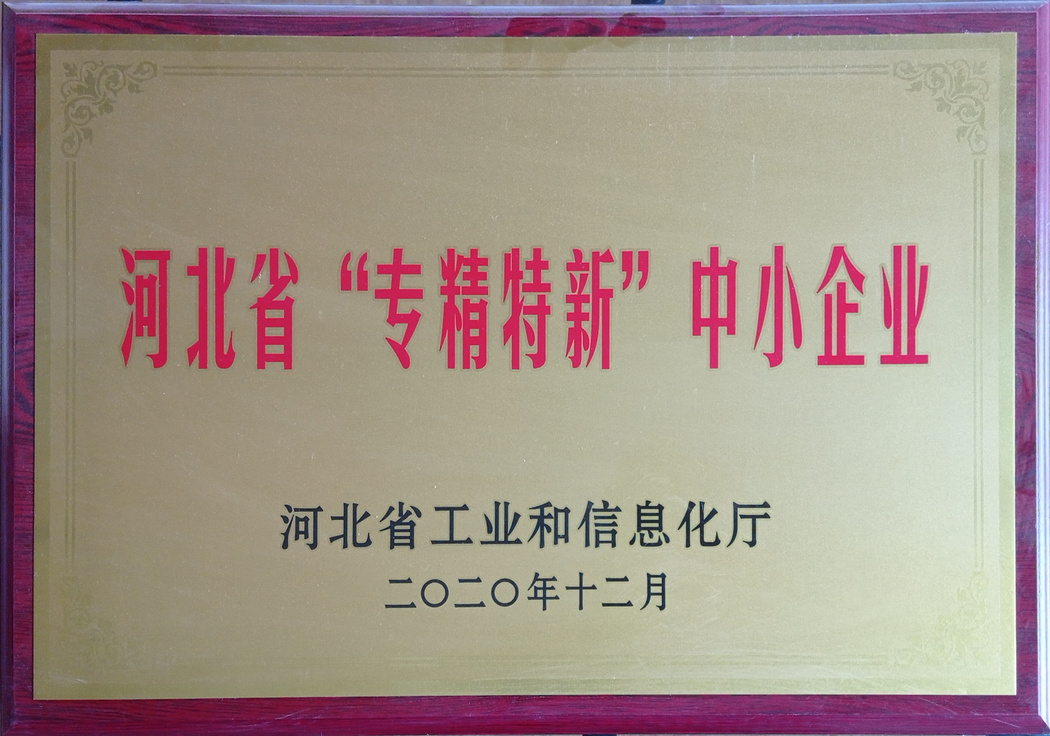 河北省“专精特新”中小企业
河北省工业和信息化厅
二〇二〇年十二月